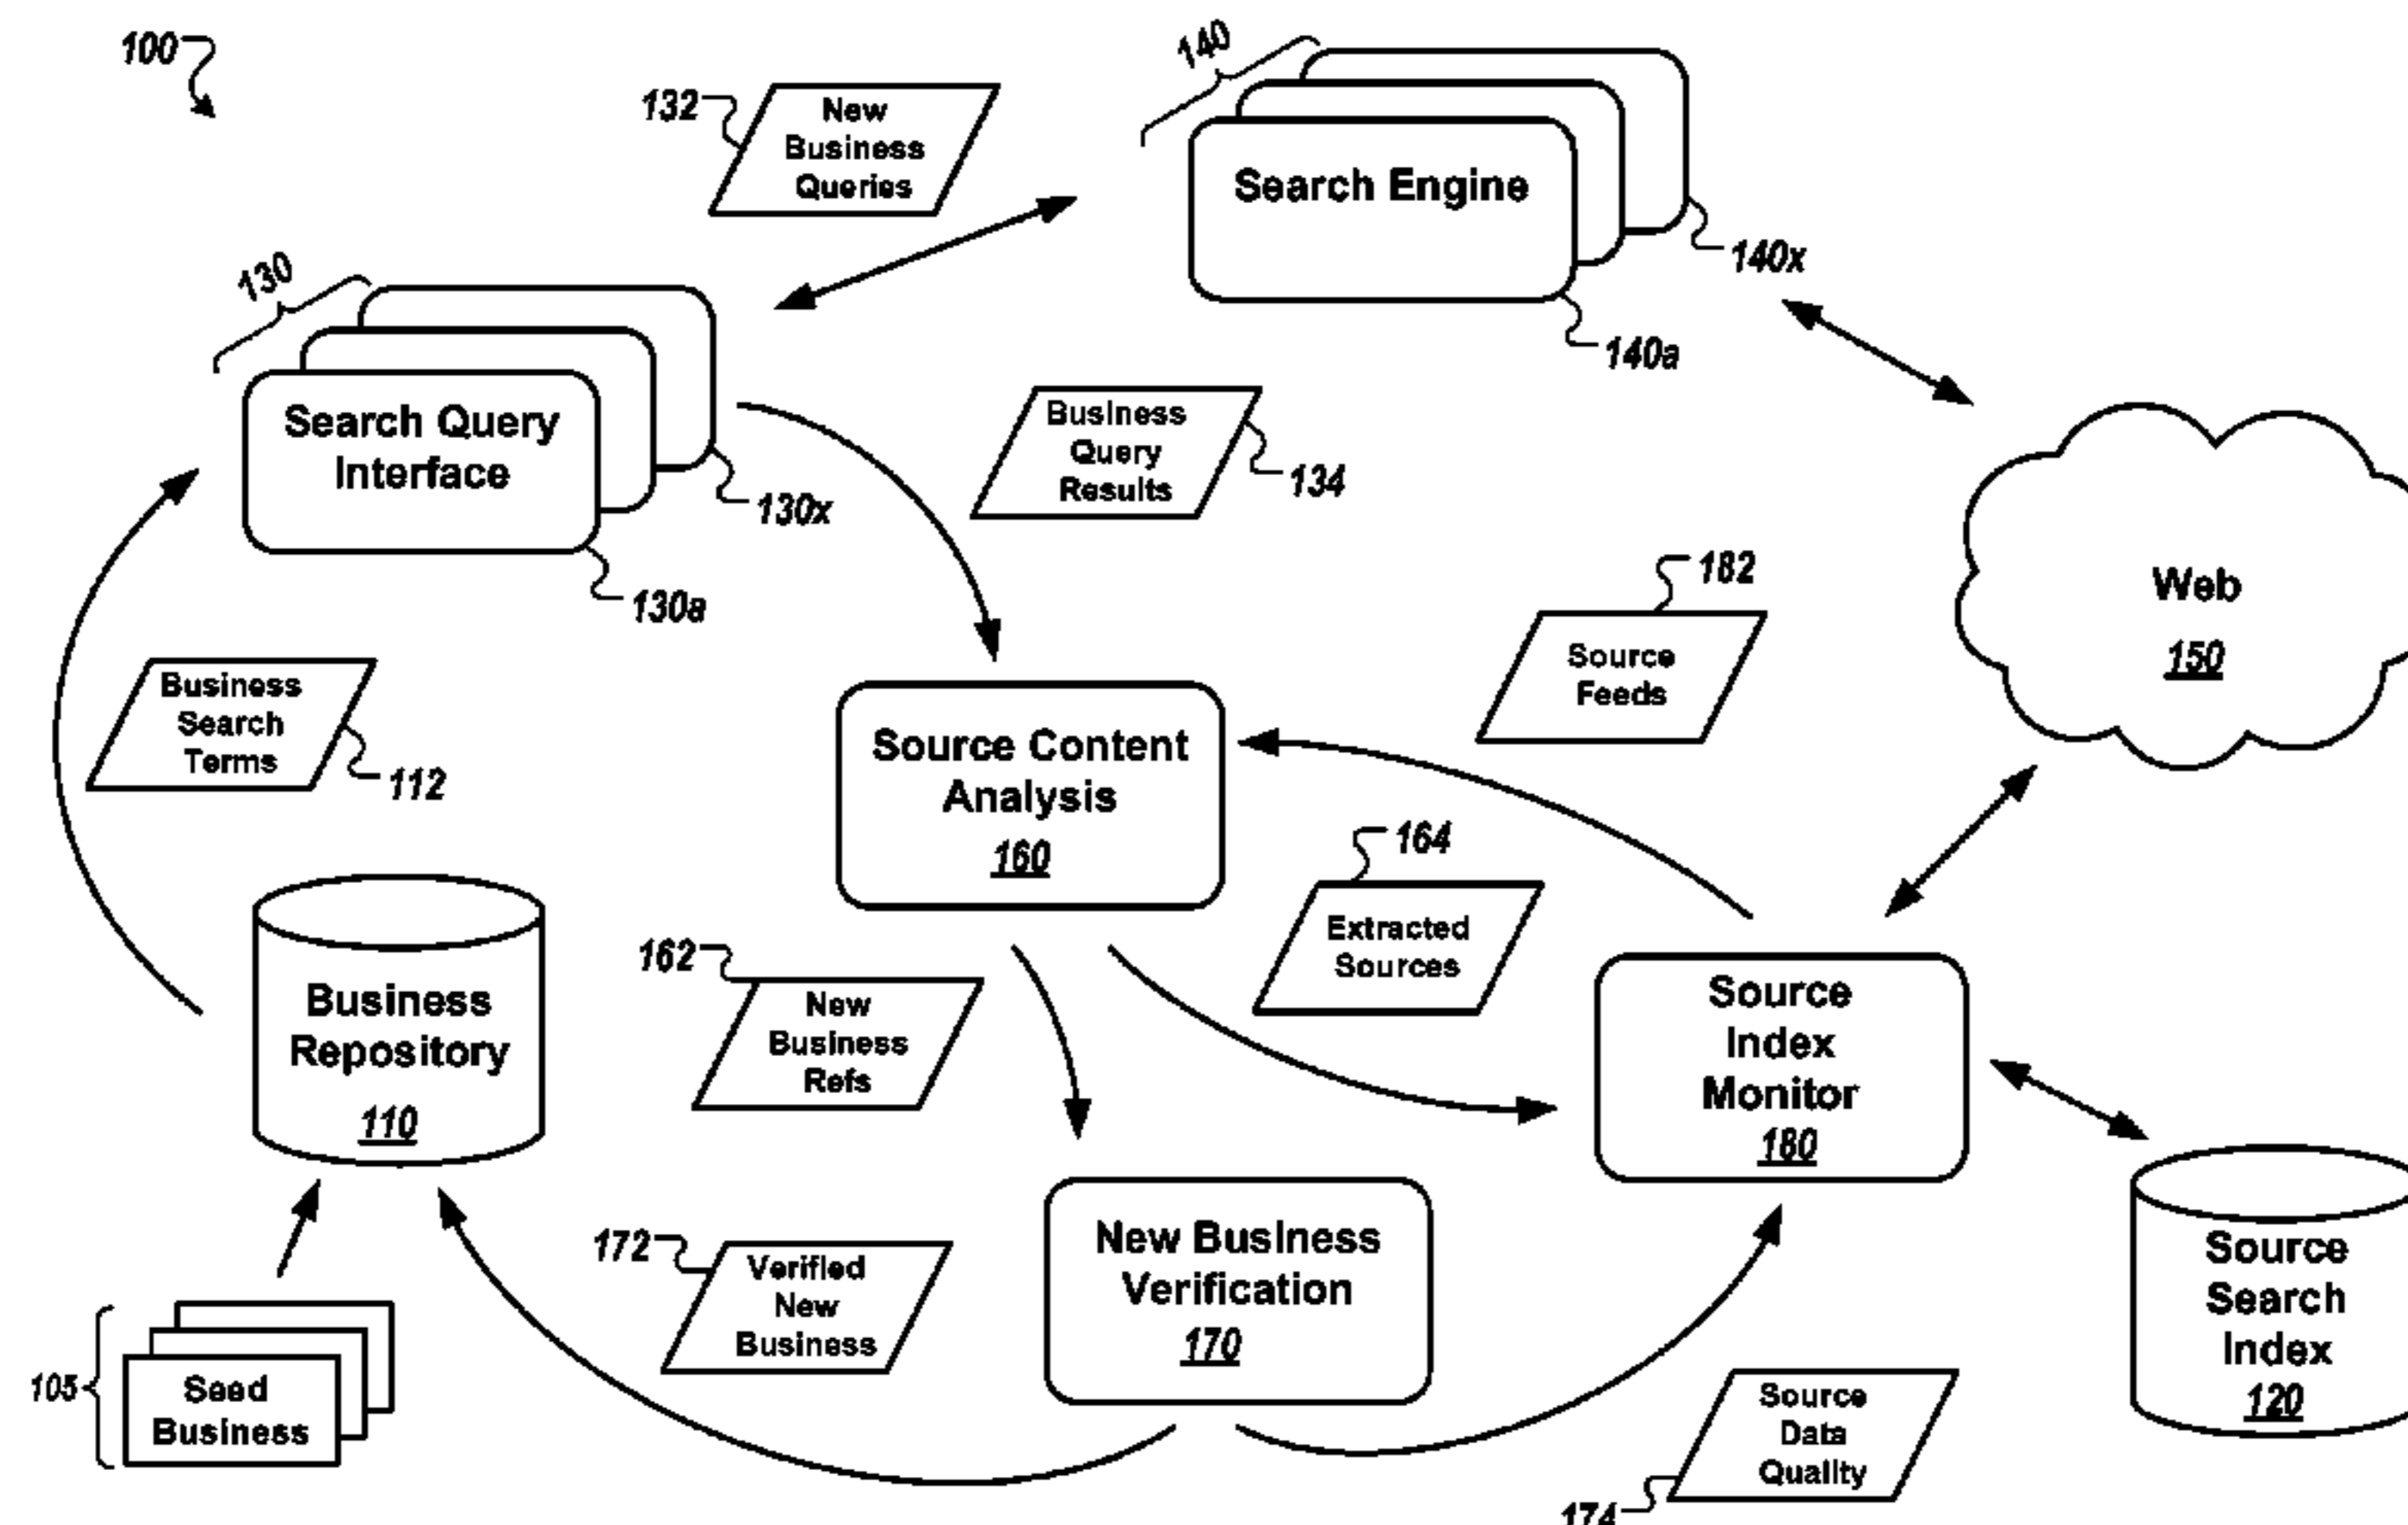 100
140
132
New
Business
Queries
Search Engine
140x
140a
130
Search Query
Interface
130x
130a
Business
Query
Results
134
182
Source
Feeds
Web
150
Business
Search
Terms
112
Source Content
Analysis
160
164
Extracted
Sources
162
New
Business
Refs
Business
Repository
110
Source
Index
Monitor
180
172
Verified
New
Business
New Business
Verification
170
Source
Search
Index
120
105
Seed
Business
Source
Data
Quality
174